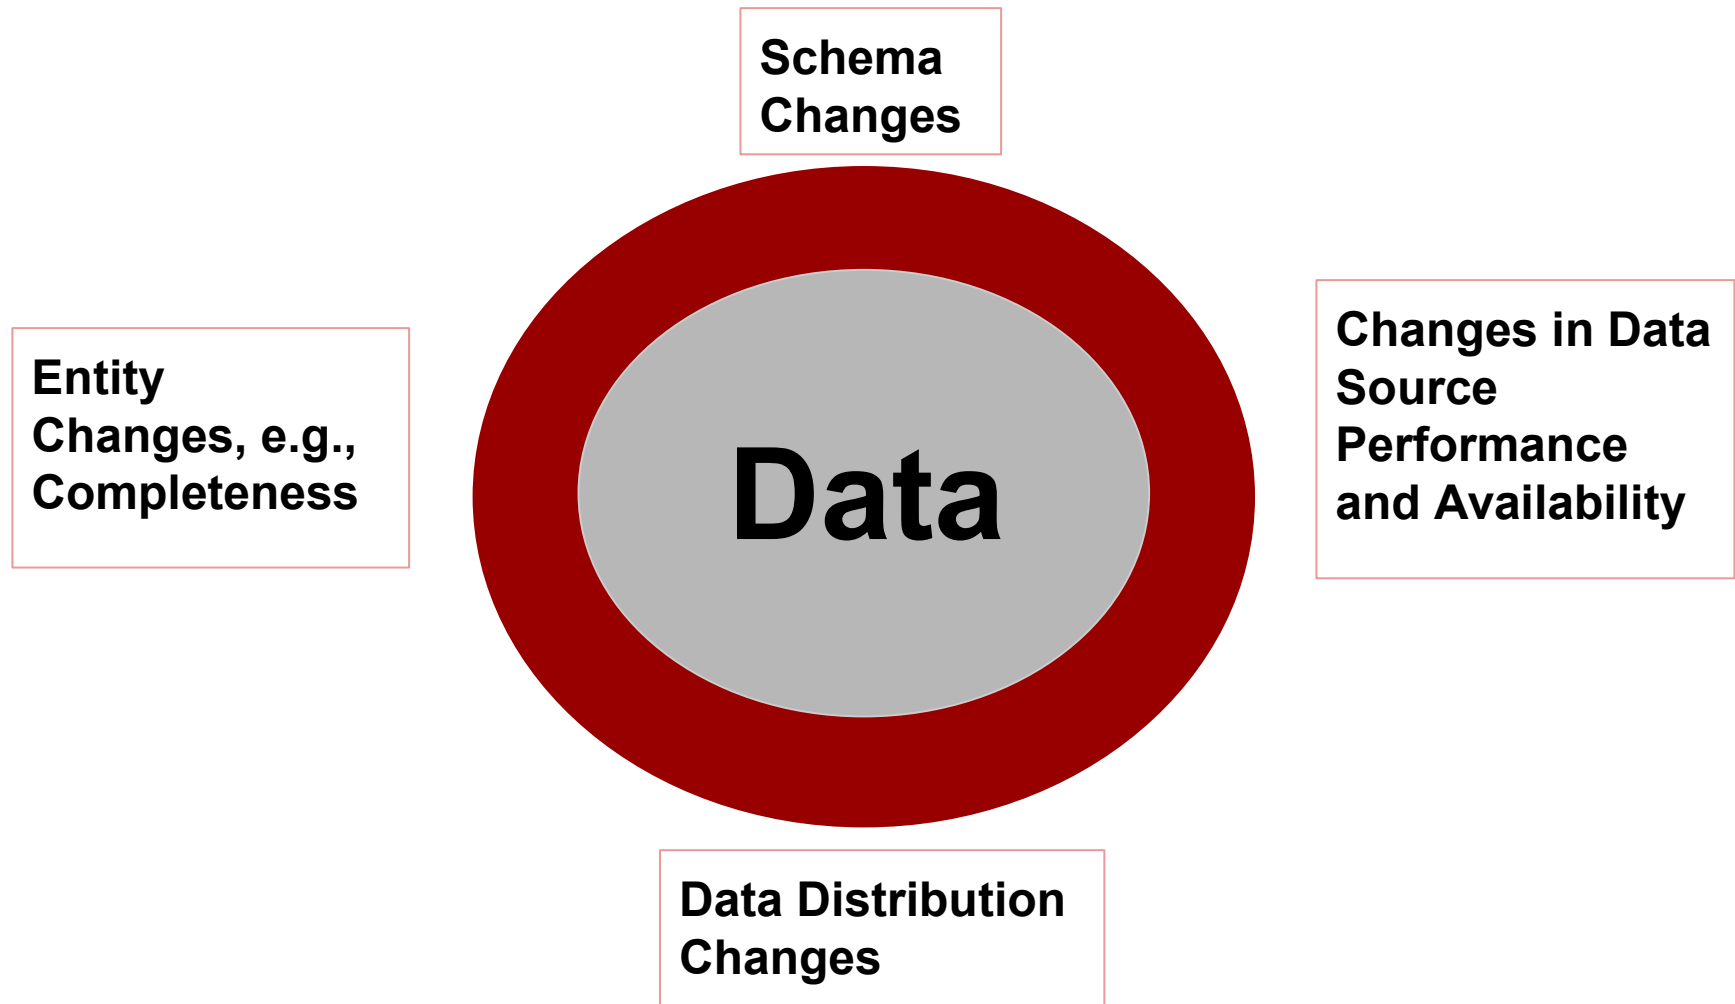 Schema
Changes
Entity
Changes, e.g.,
Completeness
Data
Changes in Data
Source
Performance
and Availability
Data Distribution
Changes